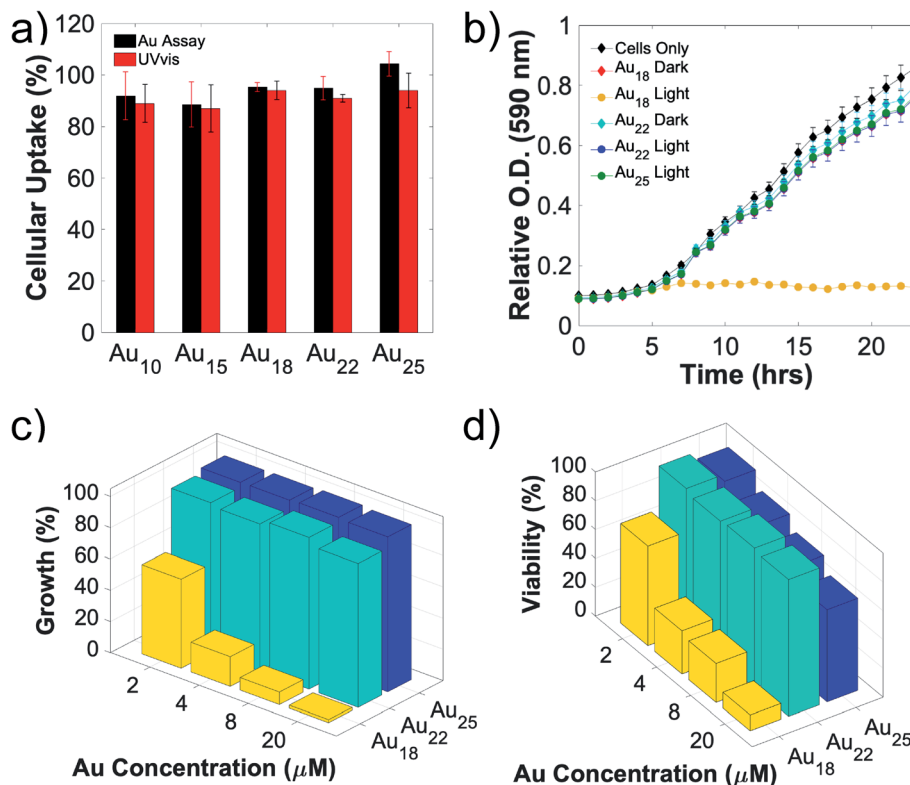 a)
120
100
80
60
40
20
0
Cellular Uptake (%)
Au Assay
UVvis
Au10
Au15
Au18
Au22
Au25
b)
1
0.8
0.6
0.4
0.2
0
Relative O.D. (590 nm)
Cells Only
Au18 Dark
Au18 Light
Au22 Dark
Au22 Light
Au25 Light
0
5
10
15
20
Time (hrs)
c)
100
80
60
40
20
0
Growth (%)
2
4
8
20
Au18
Au22
Au25
Au Concentration (μM)
d)
100
80
60
40
20
0
Viability (%)
2
4
8
20
Au18
Au22
Au25
Au Concentration (μM)